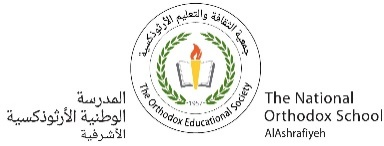 جمعية الثقافة والتعليم الأرثوذكسية
The Orthodox Educational Society
المدرسة
الوطنية الأرثوذكسية
الأشرفية
The National
Orthodox School
AlAshrafiyeh